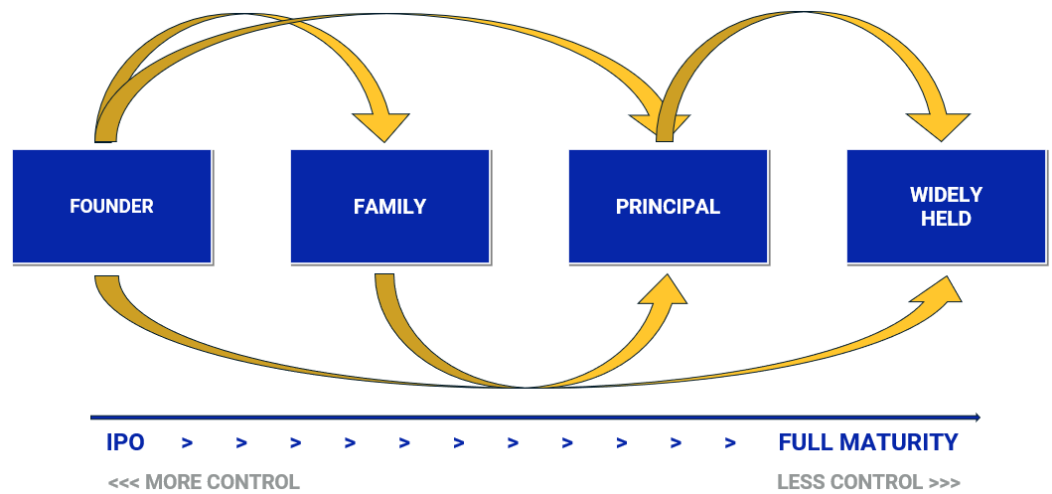 FOUNDER
FAMILY
PRINCIPAL
WIDELY
HELD
IPO > > > > > > > > > > > FULL MATURITY
<<< MORE CONTROL
LESS CONTROL >>>